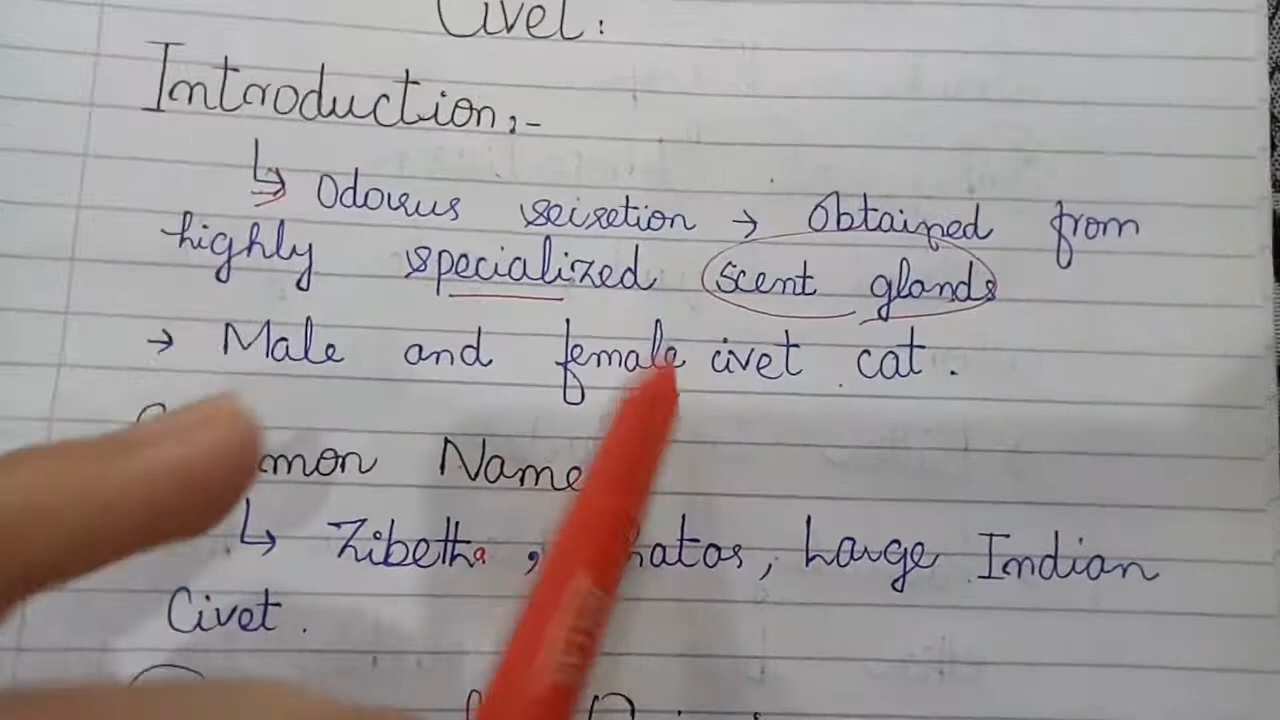 Civet:
Introduction,-
↳ Odourus secretion → Obtained from
highly specialized scent glands
→ Male and female civet cat.
Name
↳ Zibetha, Large Indian
Civet.